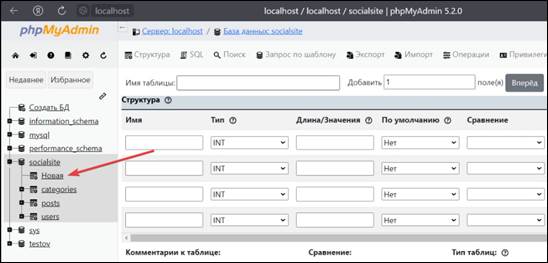 localhost
localhost / localhost / socialsite | phpMyAdmin 5.2.0
phpMyAdmin
Недавнее Избранное
Создать БД
information_schema
mysql
performance_schema
socialsite
Новая
categories
posts
users
sys
testov
Сервер: localhost » База данных: socialsite
Структура SQL Поиск Запрос по шаблону Экспорт Импорт Операции Привилеги
Имя таблицы: Добавить 1 поле(я) Вперёд
Структура
Имя Тип Длина/Значения По умолчанию Сравнение
INT Нет
INT Нет
INT Нет
INT Нет
Комментарии к таблице: Сравнение: Тип таблиц: